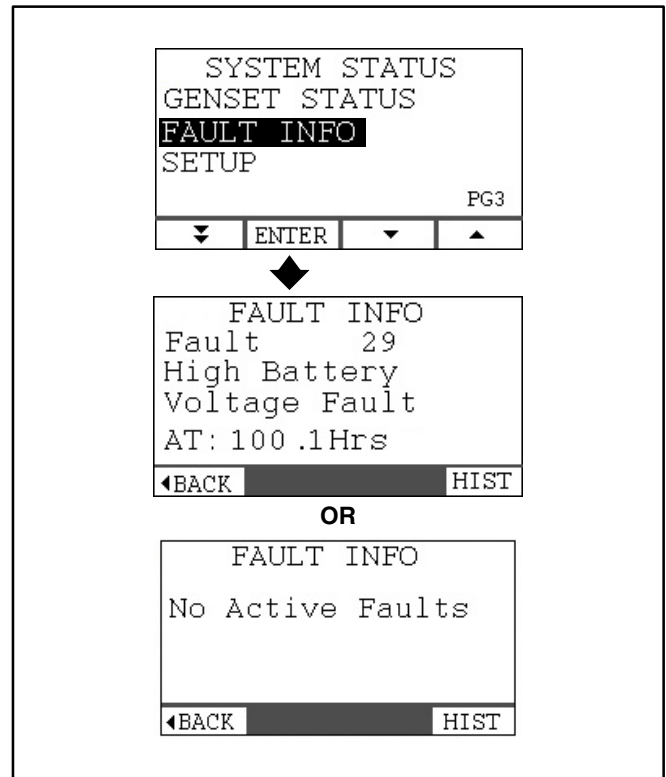 SYSTEM STATUS
GENSET STATUS
FAULT INFO
SETUP
PG3
ENTER
FAULT INFO
Fault 29
High Battery
Voltage Fault
AT: 100.1Hrs
BACK HIST
OR
FAULT INFO
No Active Faults
BACK HIST